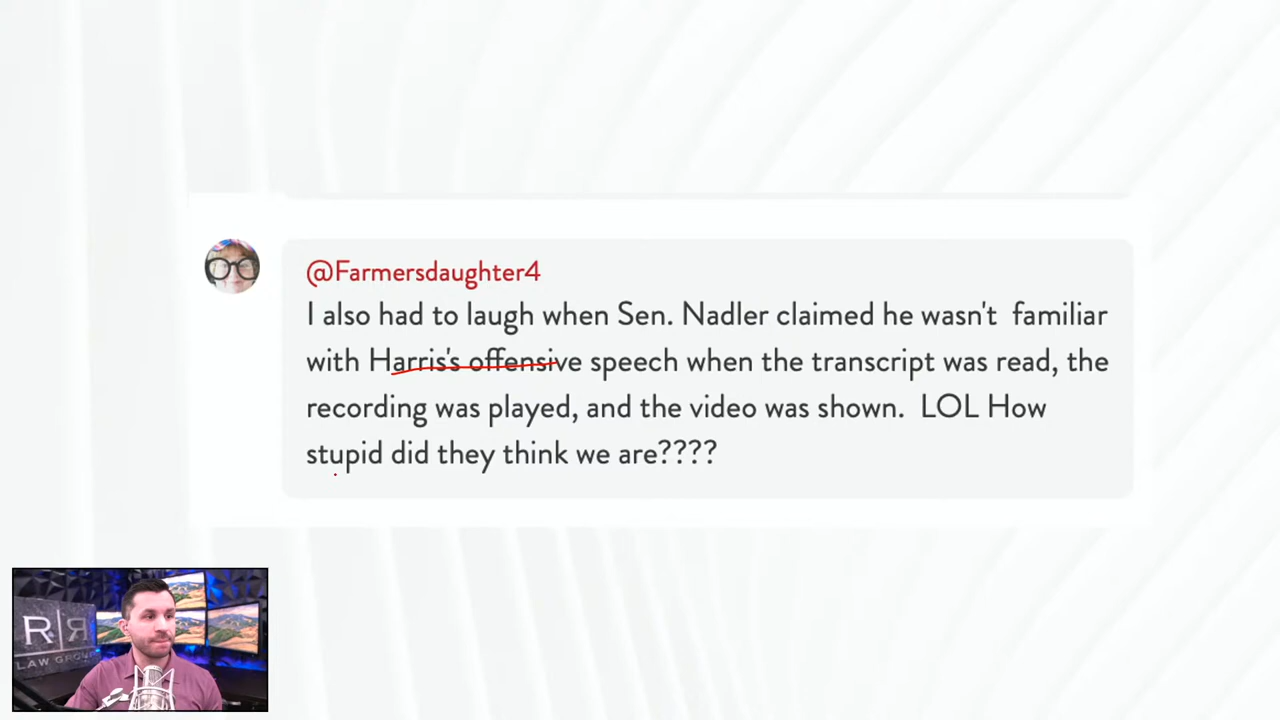 @Farmersdaughter4
I also had to laugh when Sen. Nadler claimed he wasn't  familiar
with Harris's offensive speech when the transcript was read, the
recording was played, and the video was shown.  LOL How
stupid did they think we are????
R|R
LAW GROUP